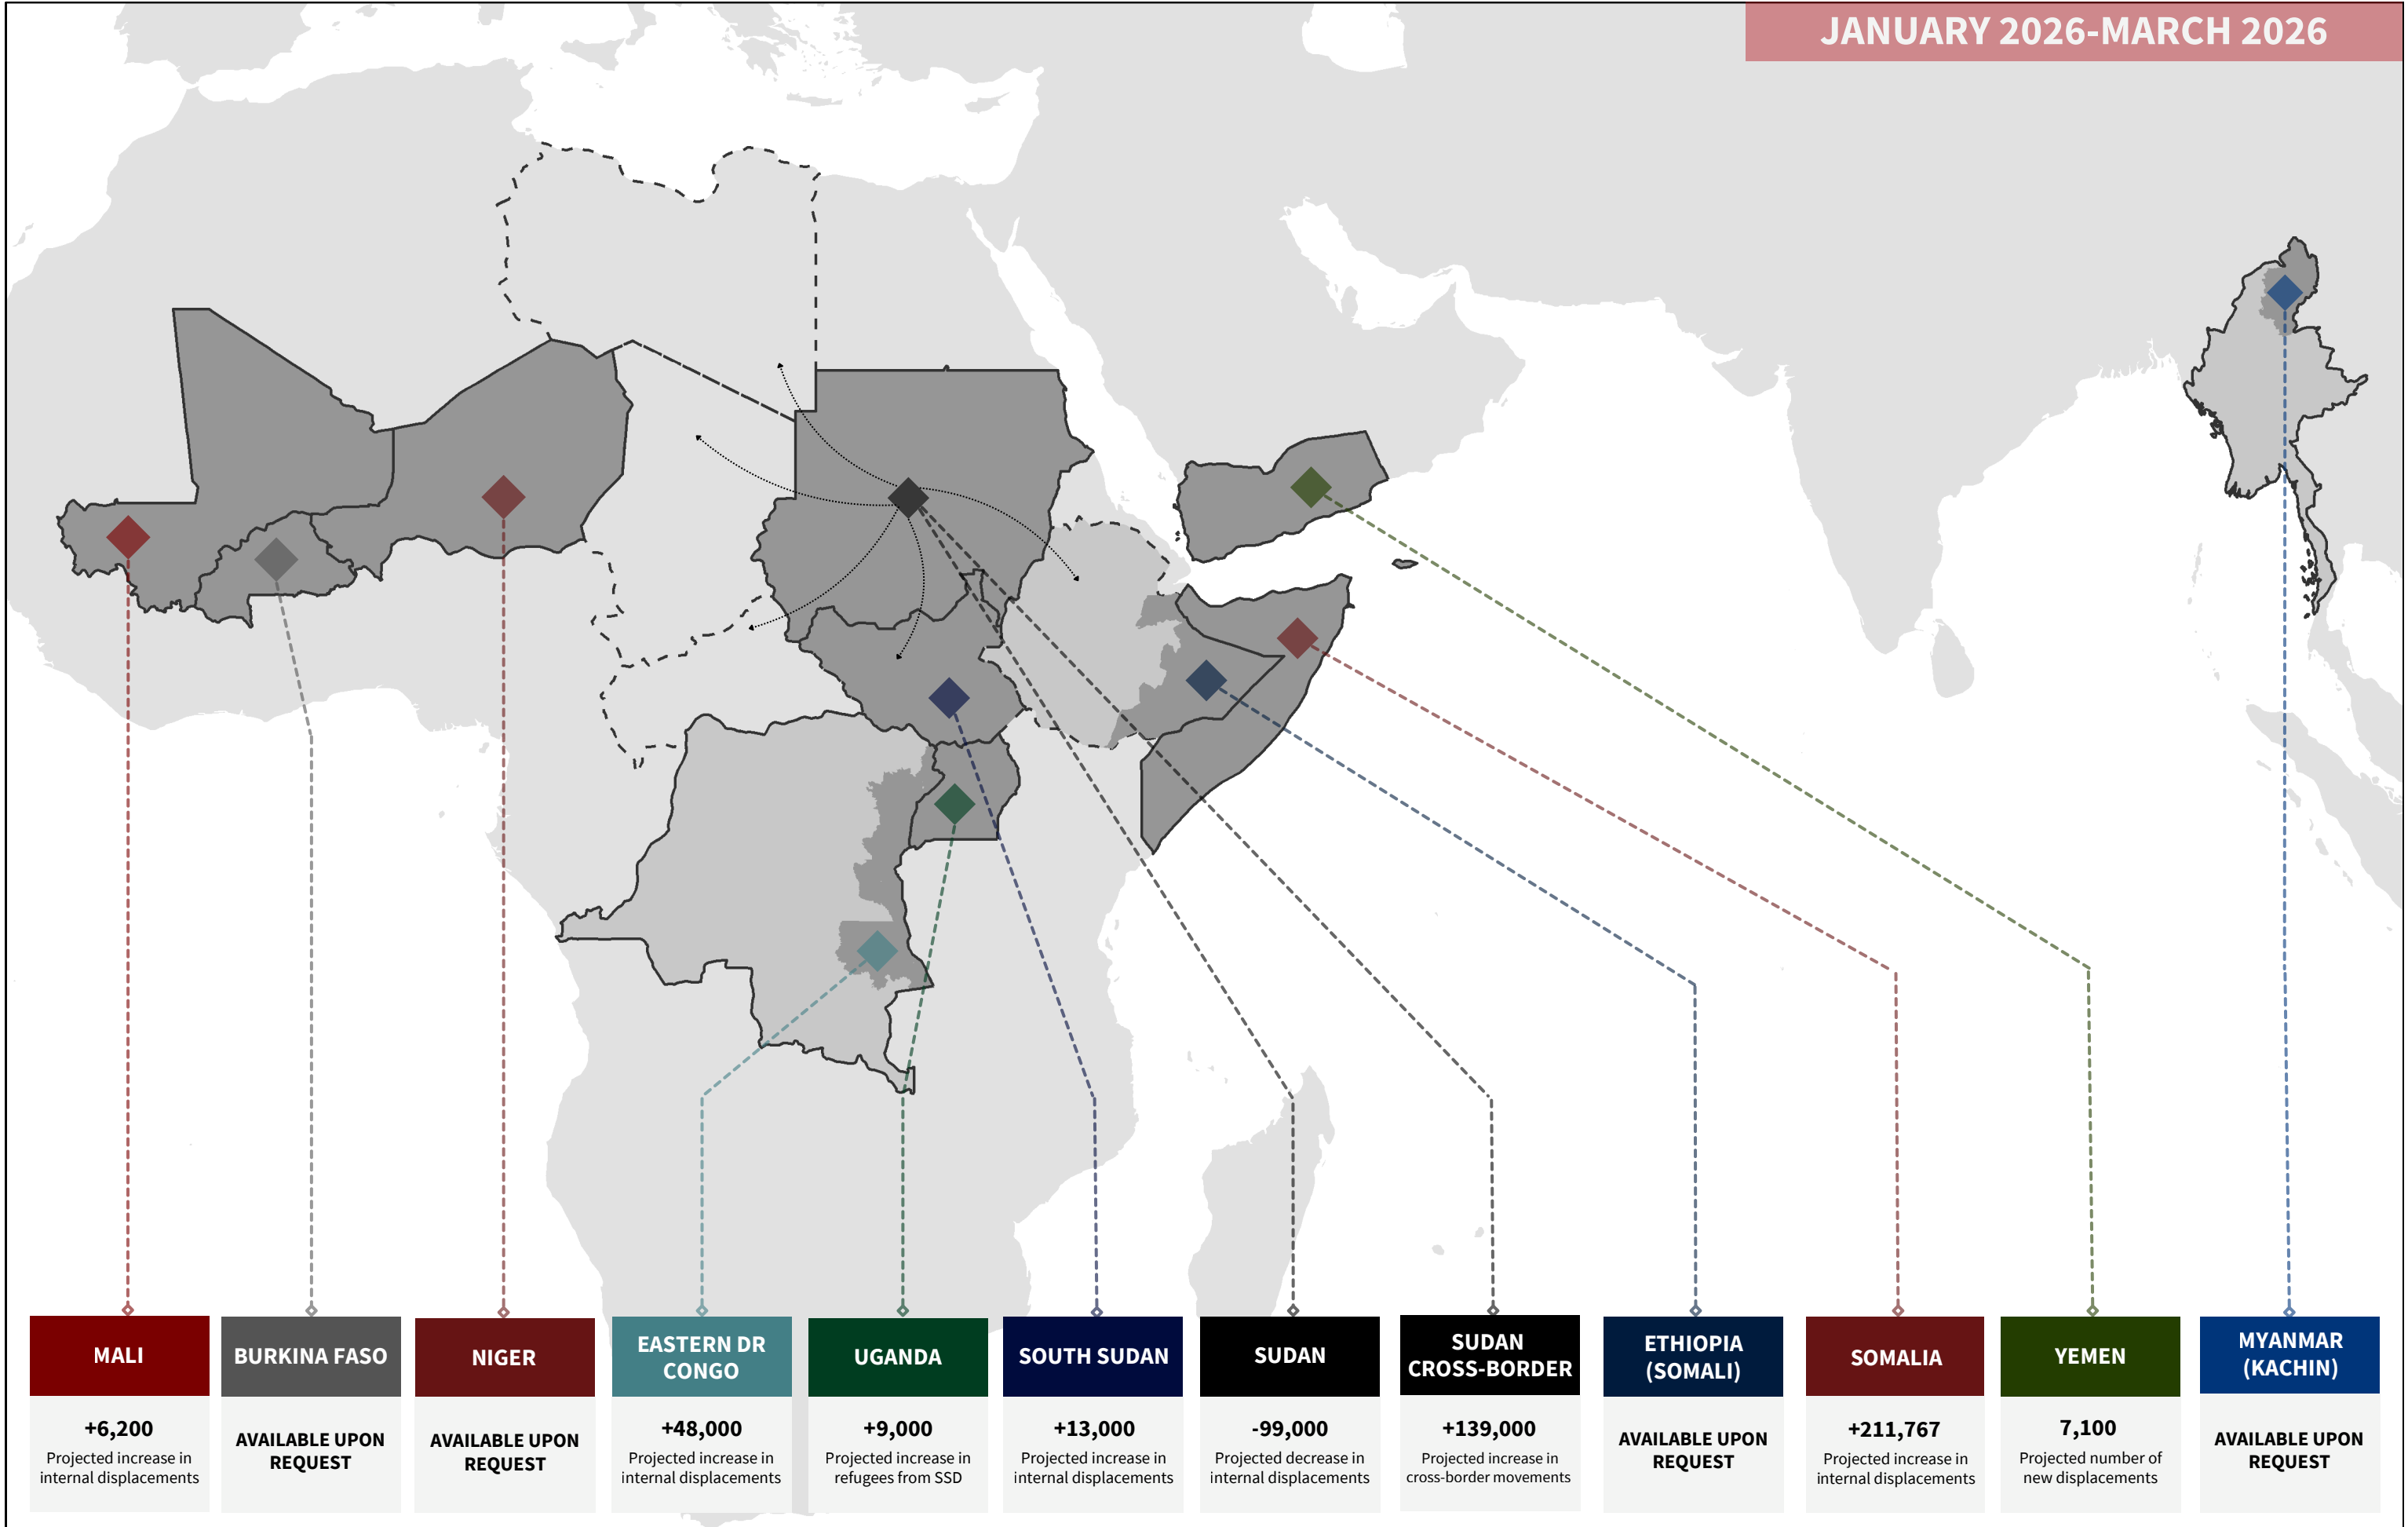 JANUARY 2026-MARCH 2026
MALI
+6,200
Projected increase in
internal displacements
BURKINA FASO
AVAILABLE UPON
REQUEST
NIGER
AVAILABLE UPON
REQUEST
EASTERN DR
CONGO
+48,000
Projected increase in
internal displacements
UGANDA
+9,000
Projected increase in
refugees from SSD
SOUTH SUDAN
+13,000
Projected increase in
internal displacements
SUDAN
-99,000
Projected decrease in
internal displacements
SUDAN
CROSS-BORDER
+139,000
Projected increase in
cross-border movements
ETHIOPIA
(SOMALI)
AVAILABLE UPON
REQUEST
SOMALIA
+211,767
Projected increase in
internal displacements
YEMEN
7,100
Projected number of
new displacements
MYANMAR
(KACHIN)
AVAILABLE UPON
REQUEST